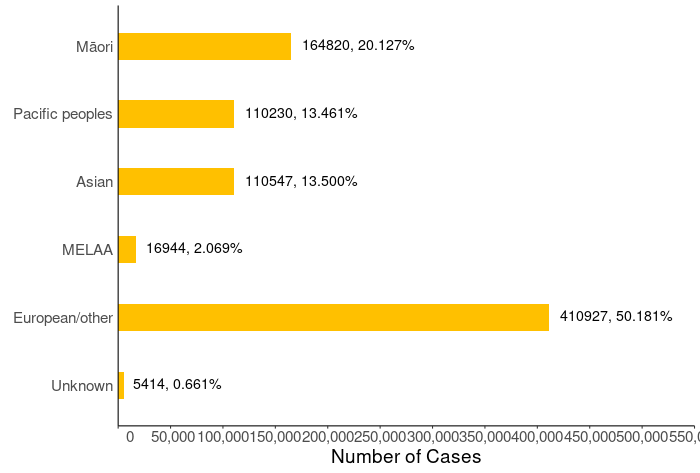 Māori 164820, 20.127%
Pacific peoples 110230, 13.461%
Asian 110547, 13.500%
MELAA 16944, 2.069%
European/other 410927, 50.181%
Unknown 5414, 0.661%
0 50,000 100,000 150,000 200,000 250,000 300,000 350,000 400,000 450,000 500,000 550,0
Number of Cases